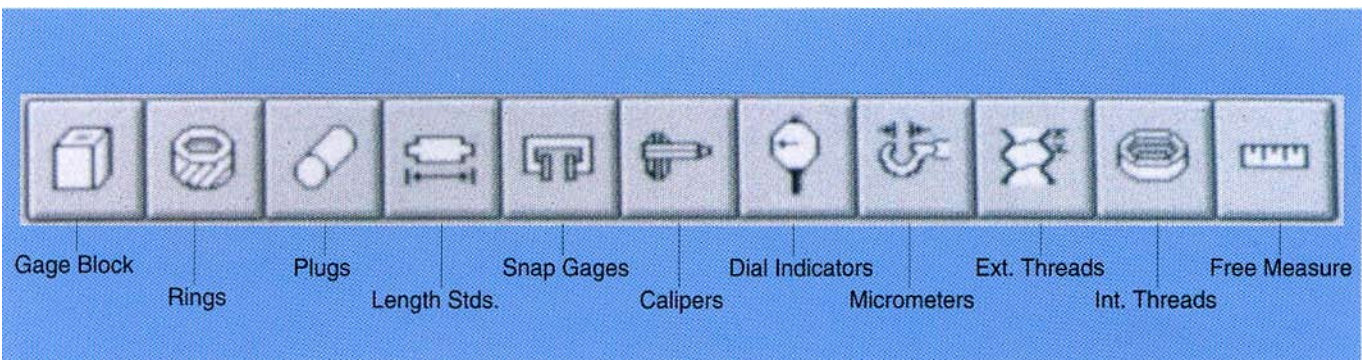 Gage Block
Rings
Plugs
Length Stds.
Snap Gages
Calipers
Dial Indicators
Micrometers
Ext. Threads
Int. Threads
Free Measure